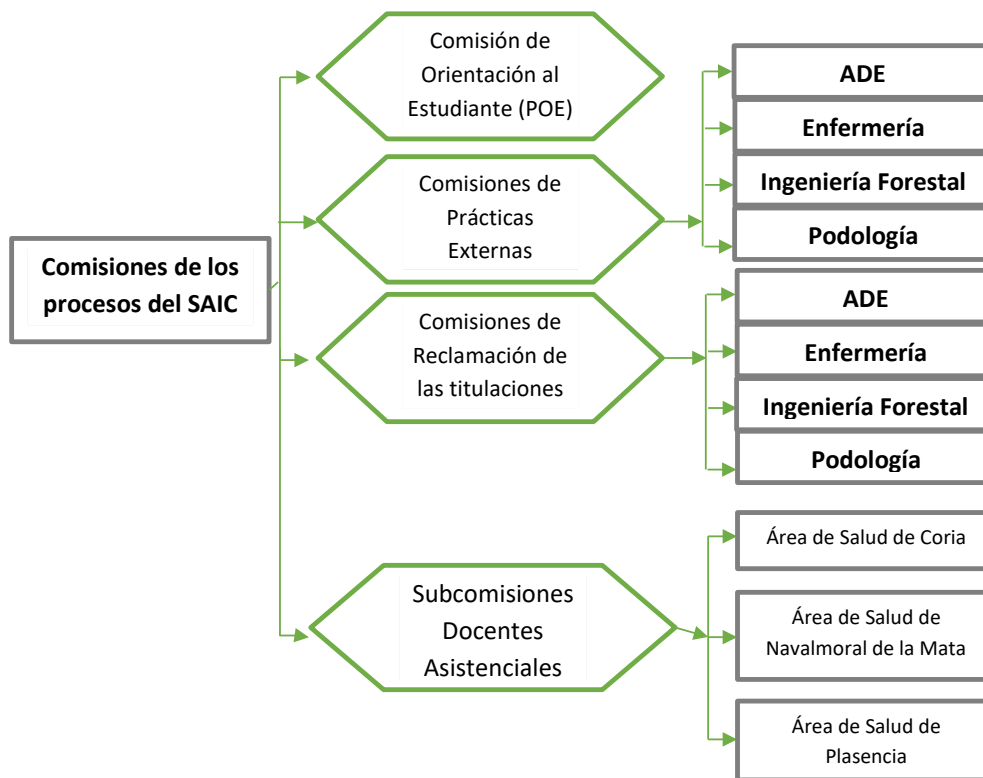 Comisiones de los
procesos del SAIC
Comisión de
Orientación al
Estudiante (POE)
Comisiones de
Prácticas
Externas
ADE
Enfermería
Ingeniería Forestal
Podología
Comisiones de
Reclamación de
las titulaciones
ADE
Enfermería
Ingeniería Forestal
Podología
Subcomisiones
Docentes
Asistenciales
Área de Salud de Coria
Área de Salud de
Navalmoral de la Mata
Área de Salud de
Plasencia